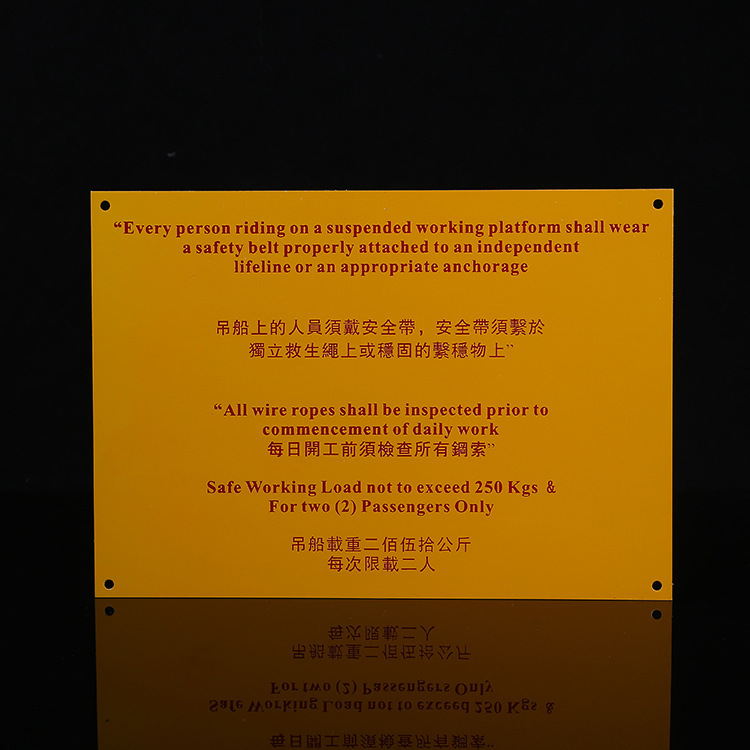 “Every person riding on a suspended working platform shall wear
a safety belt properly attached to an independent
lifeline or an appropriate anchorage
吊船上的人員須戴安全帶，安全帶須繫於
獨立救生繩上或穩固的繫穩物上”
“All wire ropes shall be inspected prior to
commencement of daily work
每日開工前須檢查所有鋼索”
Safe Working Load not to exceed 250 Kgs &
For two (2) Passengers Only
吊船載重二佰伍拾公斤
每次限載二人